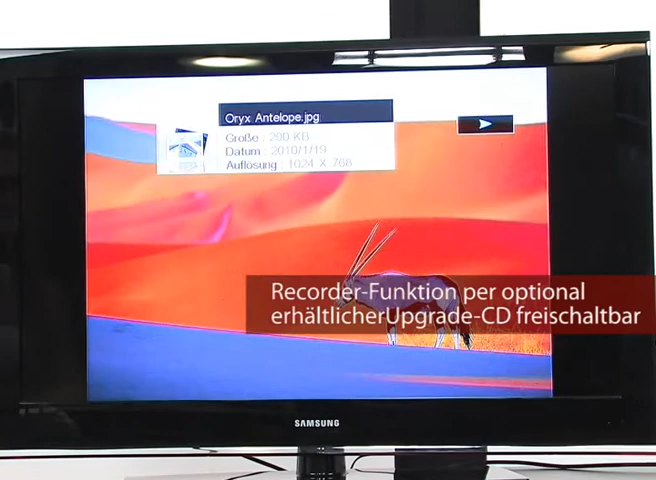 Oryx Antelope.jpg
Größe : 290 KB
Datum : 2010/1/19
Auflösung : 1024 X 768
Recorder-Funktion per optional
erhältlicherUpgrade-CD freischaltbar
SAMSUNG